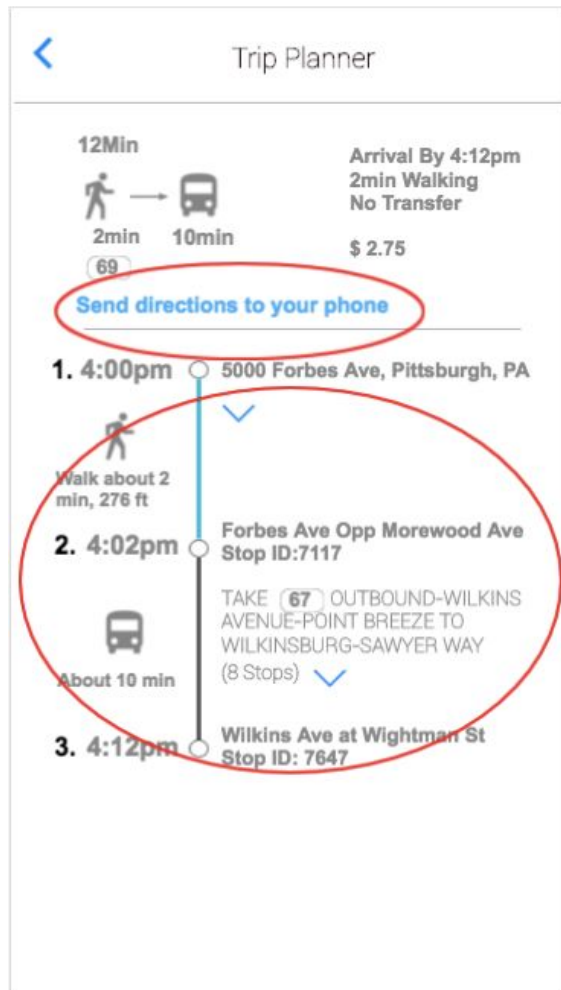 Trip Planner
12Min
2min 10min
69
Arrival By 4:12pm
2min Walking
No Transfer
$ 2.75
Send directions to your phone
1. 4:00pm 5000 Forbes Ave, Pittsburgh, PA
Walk about 2
min, 276 ft
2. 4:02pm Forbes Ave Opp Morewood Ave
Stop ID:7117
TAKE 67 OUTBOUND-WILKINS
AVENUE-POINT BREEZE TO
WILKINSBURG-SAWYER WAY
(8 Stops)
About 10 min
3. 4:12pm Wilkins Ave at Wightman St
Stop ID: 7647